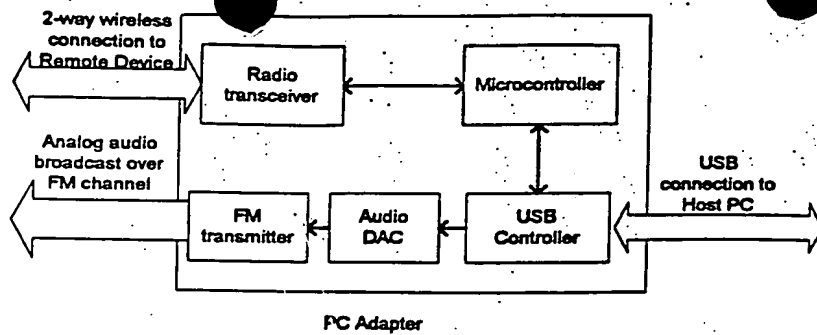 2-way wireless
connection to
Remote Device
Radio
transceiver
Microcontroller
Analog audio
broadcast over
FM channel
FM
transmitter
Audio
DAC
USB
Controller
USB
connection to
Host PC
PC Adapter